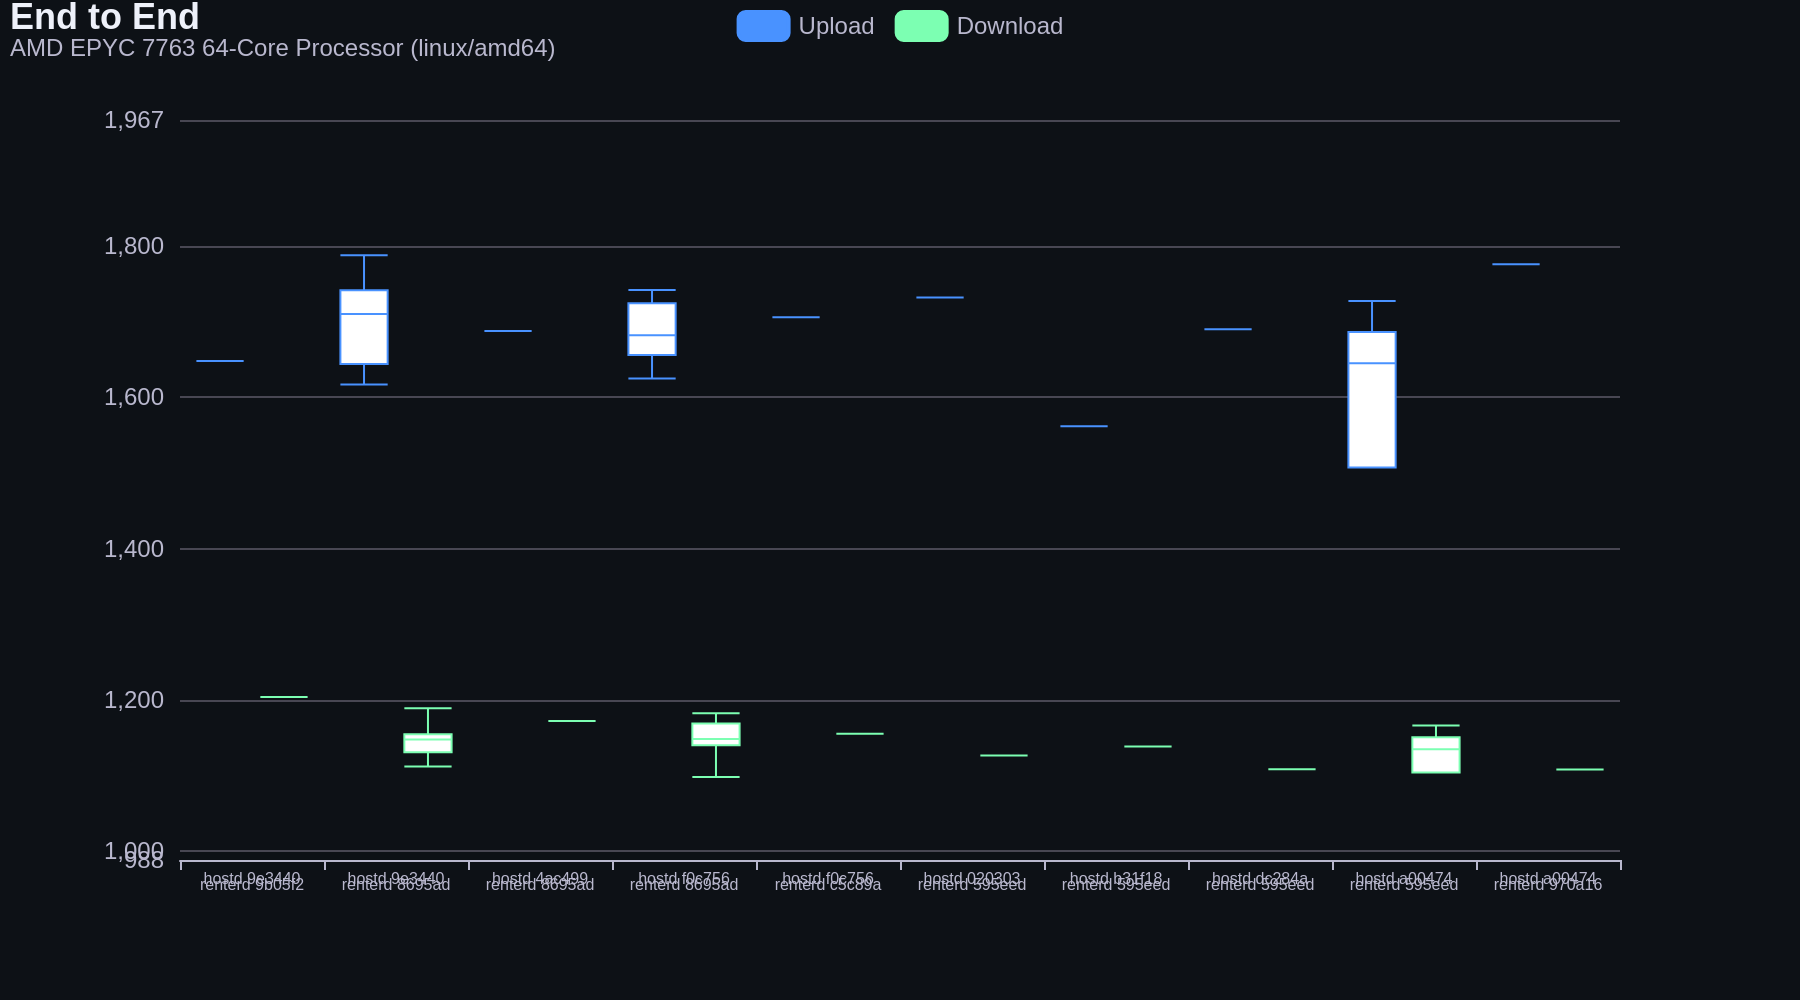 End to End
AMD EPYC 7763 64-Core Processor (linux/amd64)
Upload
Download
1,967
1,800
1,600
1,400
1,200
1,000
988
hostd 9e3440
renterd 9b05f2
hostd 9e3440
renterd 8695ad
hostd 4ac499
renterd 8695ad
hostd f0c756
renterd 8695ad
hostd f0c756
renterd c5c89a
hostd 020303
renterd 595eed
hostd b31f18
renterd 595eed
hostd dc284a
renterd 595eed
hostd a00474
renterd 595eed
hostd a00474
renterd 970a16